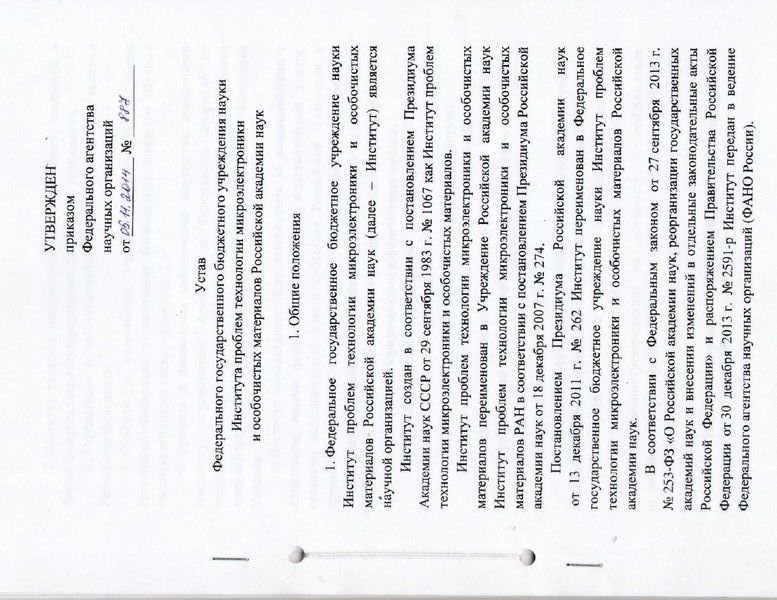 УТВЕРЖДЕН
приказом
Федерального агентства
научных организаций
от 05.11.2014 № 887
Устав
Федерального государственного бюджетного учреждения науки
Института проблем технологии микроэлектроники
и особочистых материалов Российской академии наук
1. Общие положения
1. Федеральное государственное бюджетное учреждение науки
Институт проблем технологии микроэлектроники и особочистых
материалов Российской академии наук (далее – Институт) является
научной организацией.
Институт создан в соответствии с постановлением Президиума
Академии наук СССР от 29 сентября 1983 г. № 1067 как Институт проблем
технологии микроэлектроники и особочистых материалов.
Институт проблем технологии микроэлектроники и особочистых
материалов переименован в Учреждение Российской академии наук
Институт проблем технологии микроэлектроники и особочистых
материалов РАН в соответствии с постановлением Президиума Российской
академии наук от 18 декабря 2007 г. № 274.
Постановлением Президиума Российской академии наук
от 13 декабря 2011 г. № 262 Институт переименован в Федеральное
государственное бюджетное учреждение науки Институт проблем
технологии микроэлектроники и особочистых материалов Российской
академии наук.
В соответствии с Федеральным законом от 27 сентября 2013 г.
№ 253-ФЗ «О Российской академии наук, реорганизации государственных
академий наук и внесении изменений в отдельные законодательные акты
Российской Федерации» и распоряжением Правительства Российской
Федерации от 30 декабря 2013 г. № 2591-р Институт передан в ведение
Федерального агентства научных организаций (ФАНО России).